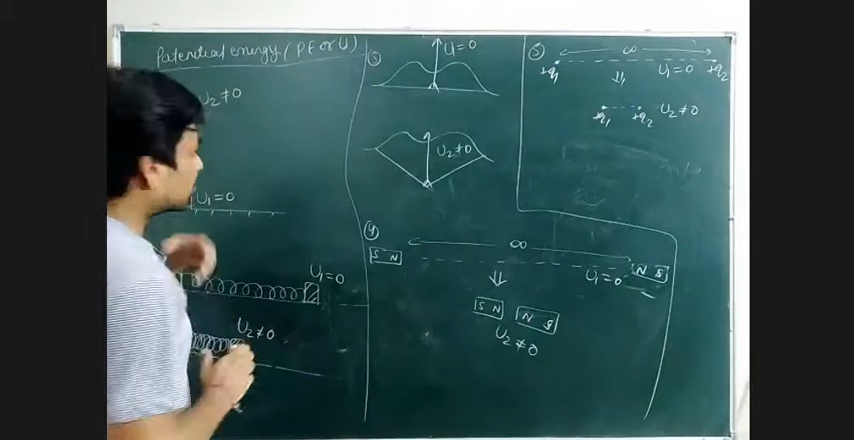 Potential energy (PE or U)
U₂≠0
U₁=0
U₁=0
U₂≠0
③
U₁=0
U₂≠0
④
∞
S N
N S
U₁=0
⇓
S N
N S
U₂≠0
⑤
∞
+q₁
U₁=0
+q₂
⇓
+q₁
+q₂
U₂≠0